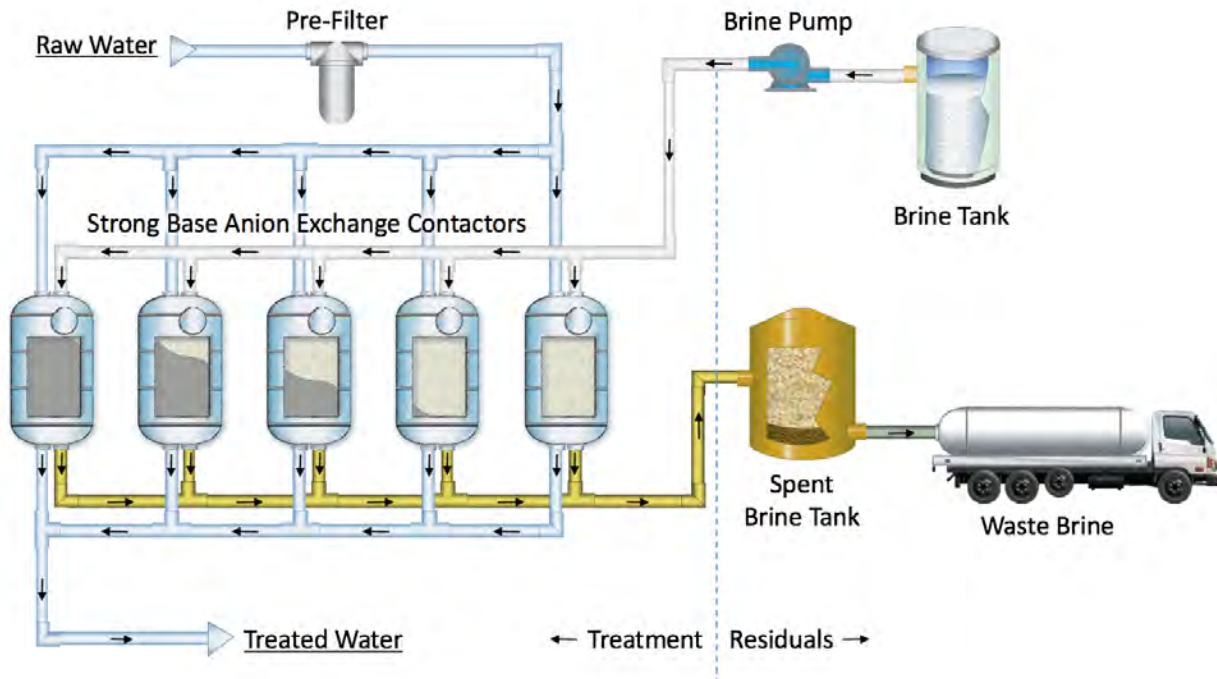 Pre-Filter
Raw Water
Brine Pump
Brine Tank
Strong Base Anion Exchange Contactors
Spent
Brine Tank
Waste Brine
Treated Water
← Treatment
Residuals →